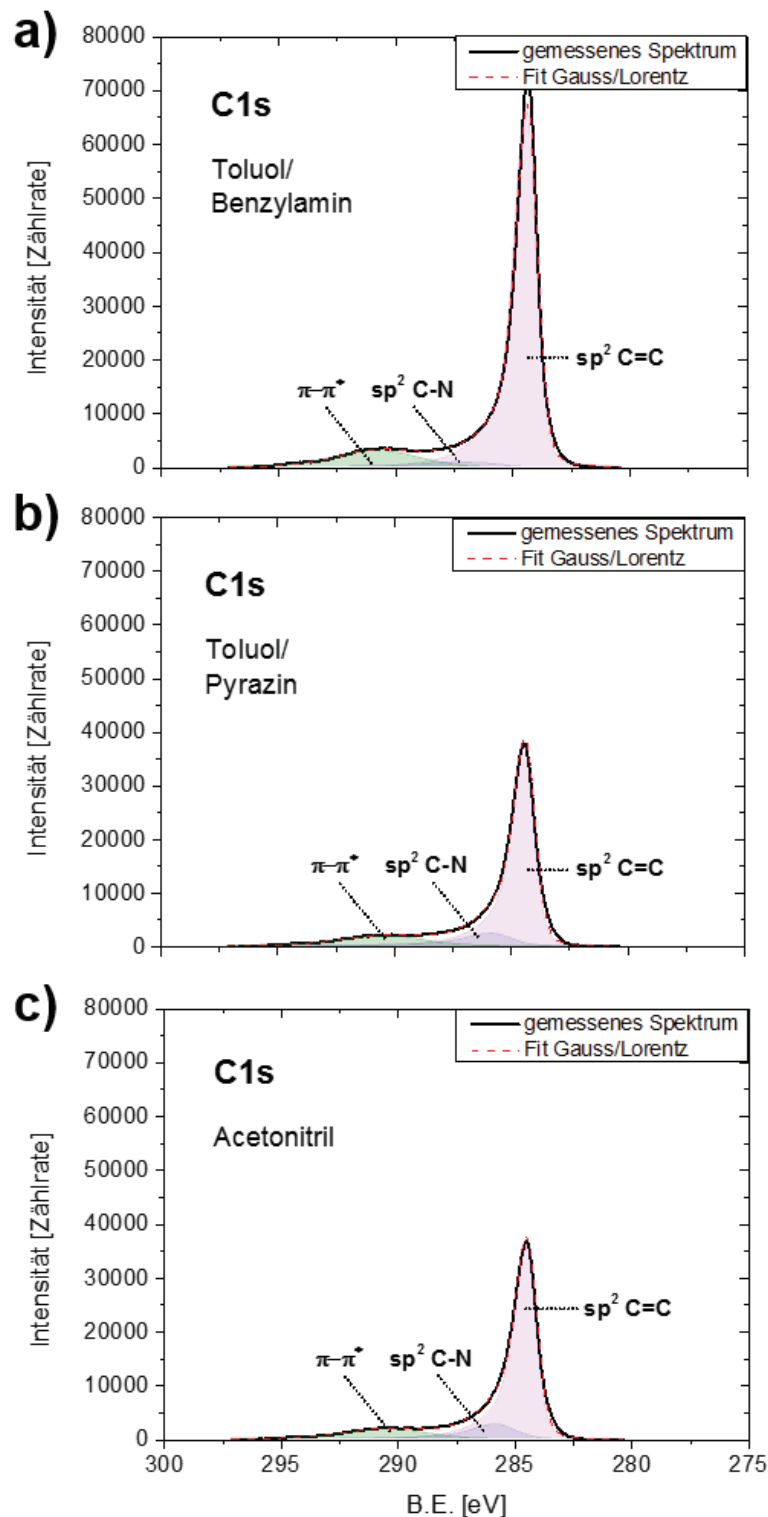 a)
80000
70000
60000
50000
40000
30000
20000
10000
0
Intensität [Zählrate]
gemessenes Spektrum
Fit Gauss/Lorentz
C1s
Toluol/
Benzylamin
π–π*
sp² C-N
sp² C=C
b)
80000
70000
60000
50000
40000
30000
20000
10000
0
Intensität [Zählrate]
gemessenes Spektrum
Fit Gauss/Lorentz
C1s
Toluol/
Pyrazin
π–π*
sp² C-N
sp² C=C
c)
80000
70000
60000
50000
40000
30000
20000
10000
0
Intensität [Zählrate]
gemessenes Spektrum
Fit Gauss/Lorentz
C1s
Acetonitril
π–π*
sp² C-N
sp² C=C
300 295 290 285 280 275
B.E. [eV]